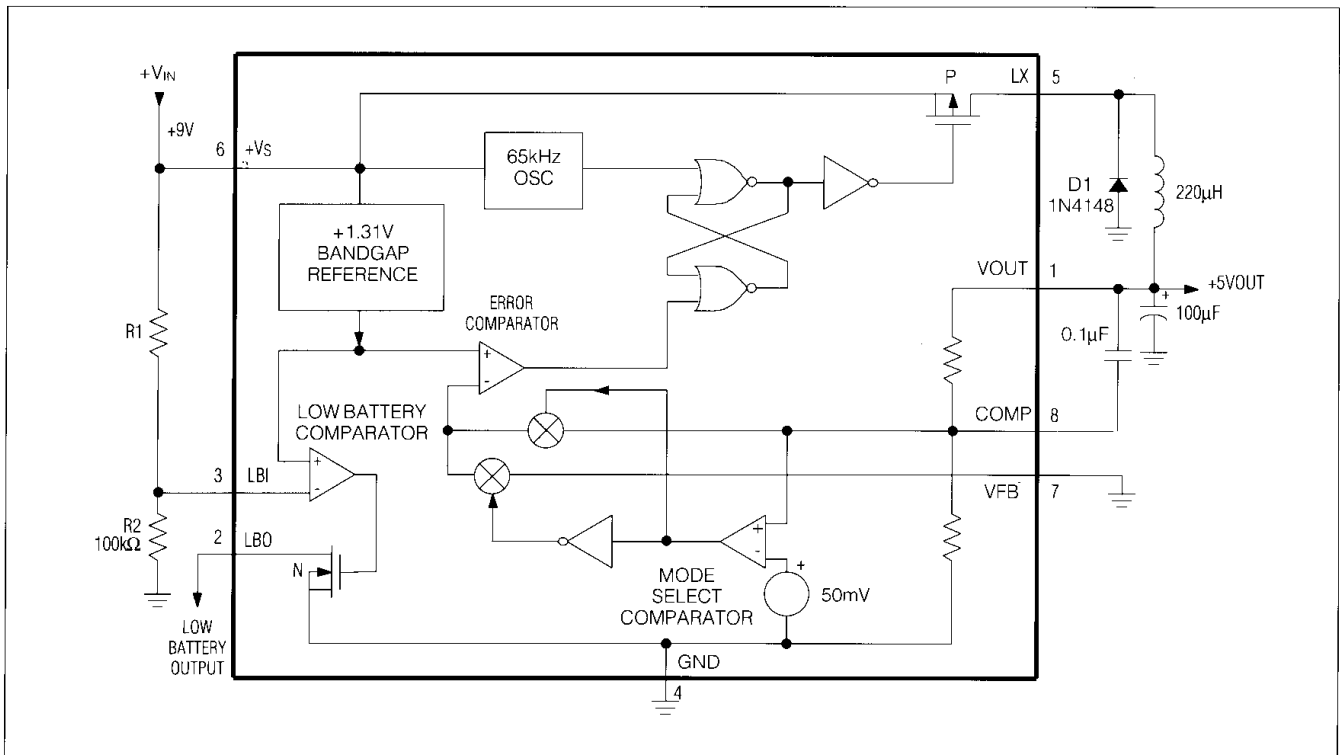 P
LX
5
+VIN
+9V
6
+VS
65kHz
OSC
D1
1N4148
220µH
+1.31V
BANDGAP
REFERENCE
VOUT
1
+5VOUT
+
100µF
ERROR
COMPARATOR
0.1µF
R1
+
-
LOW BATTERY
COMPARATOR
COMP
8
+
-
3
LBI
VFB
7
R2
100kΩ
2
LBO
+
-
N
MODE
SELECT
COMPARATOR
+
50mV
LOW
BATTERY
OUTPUT
GND
4